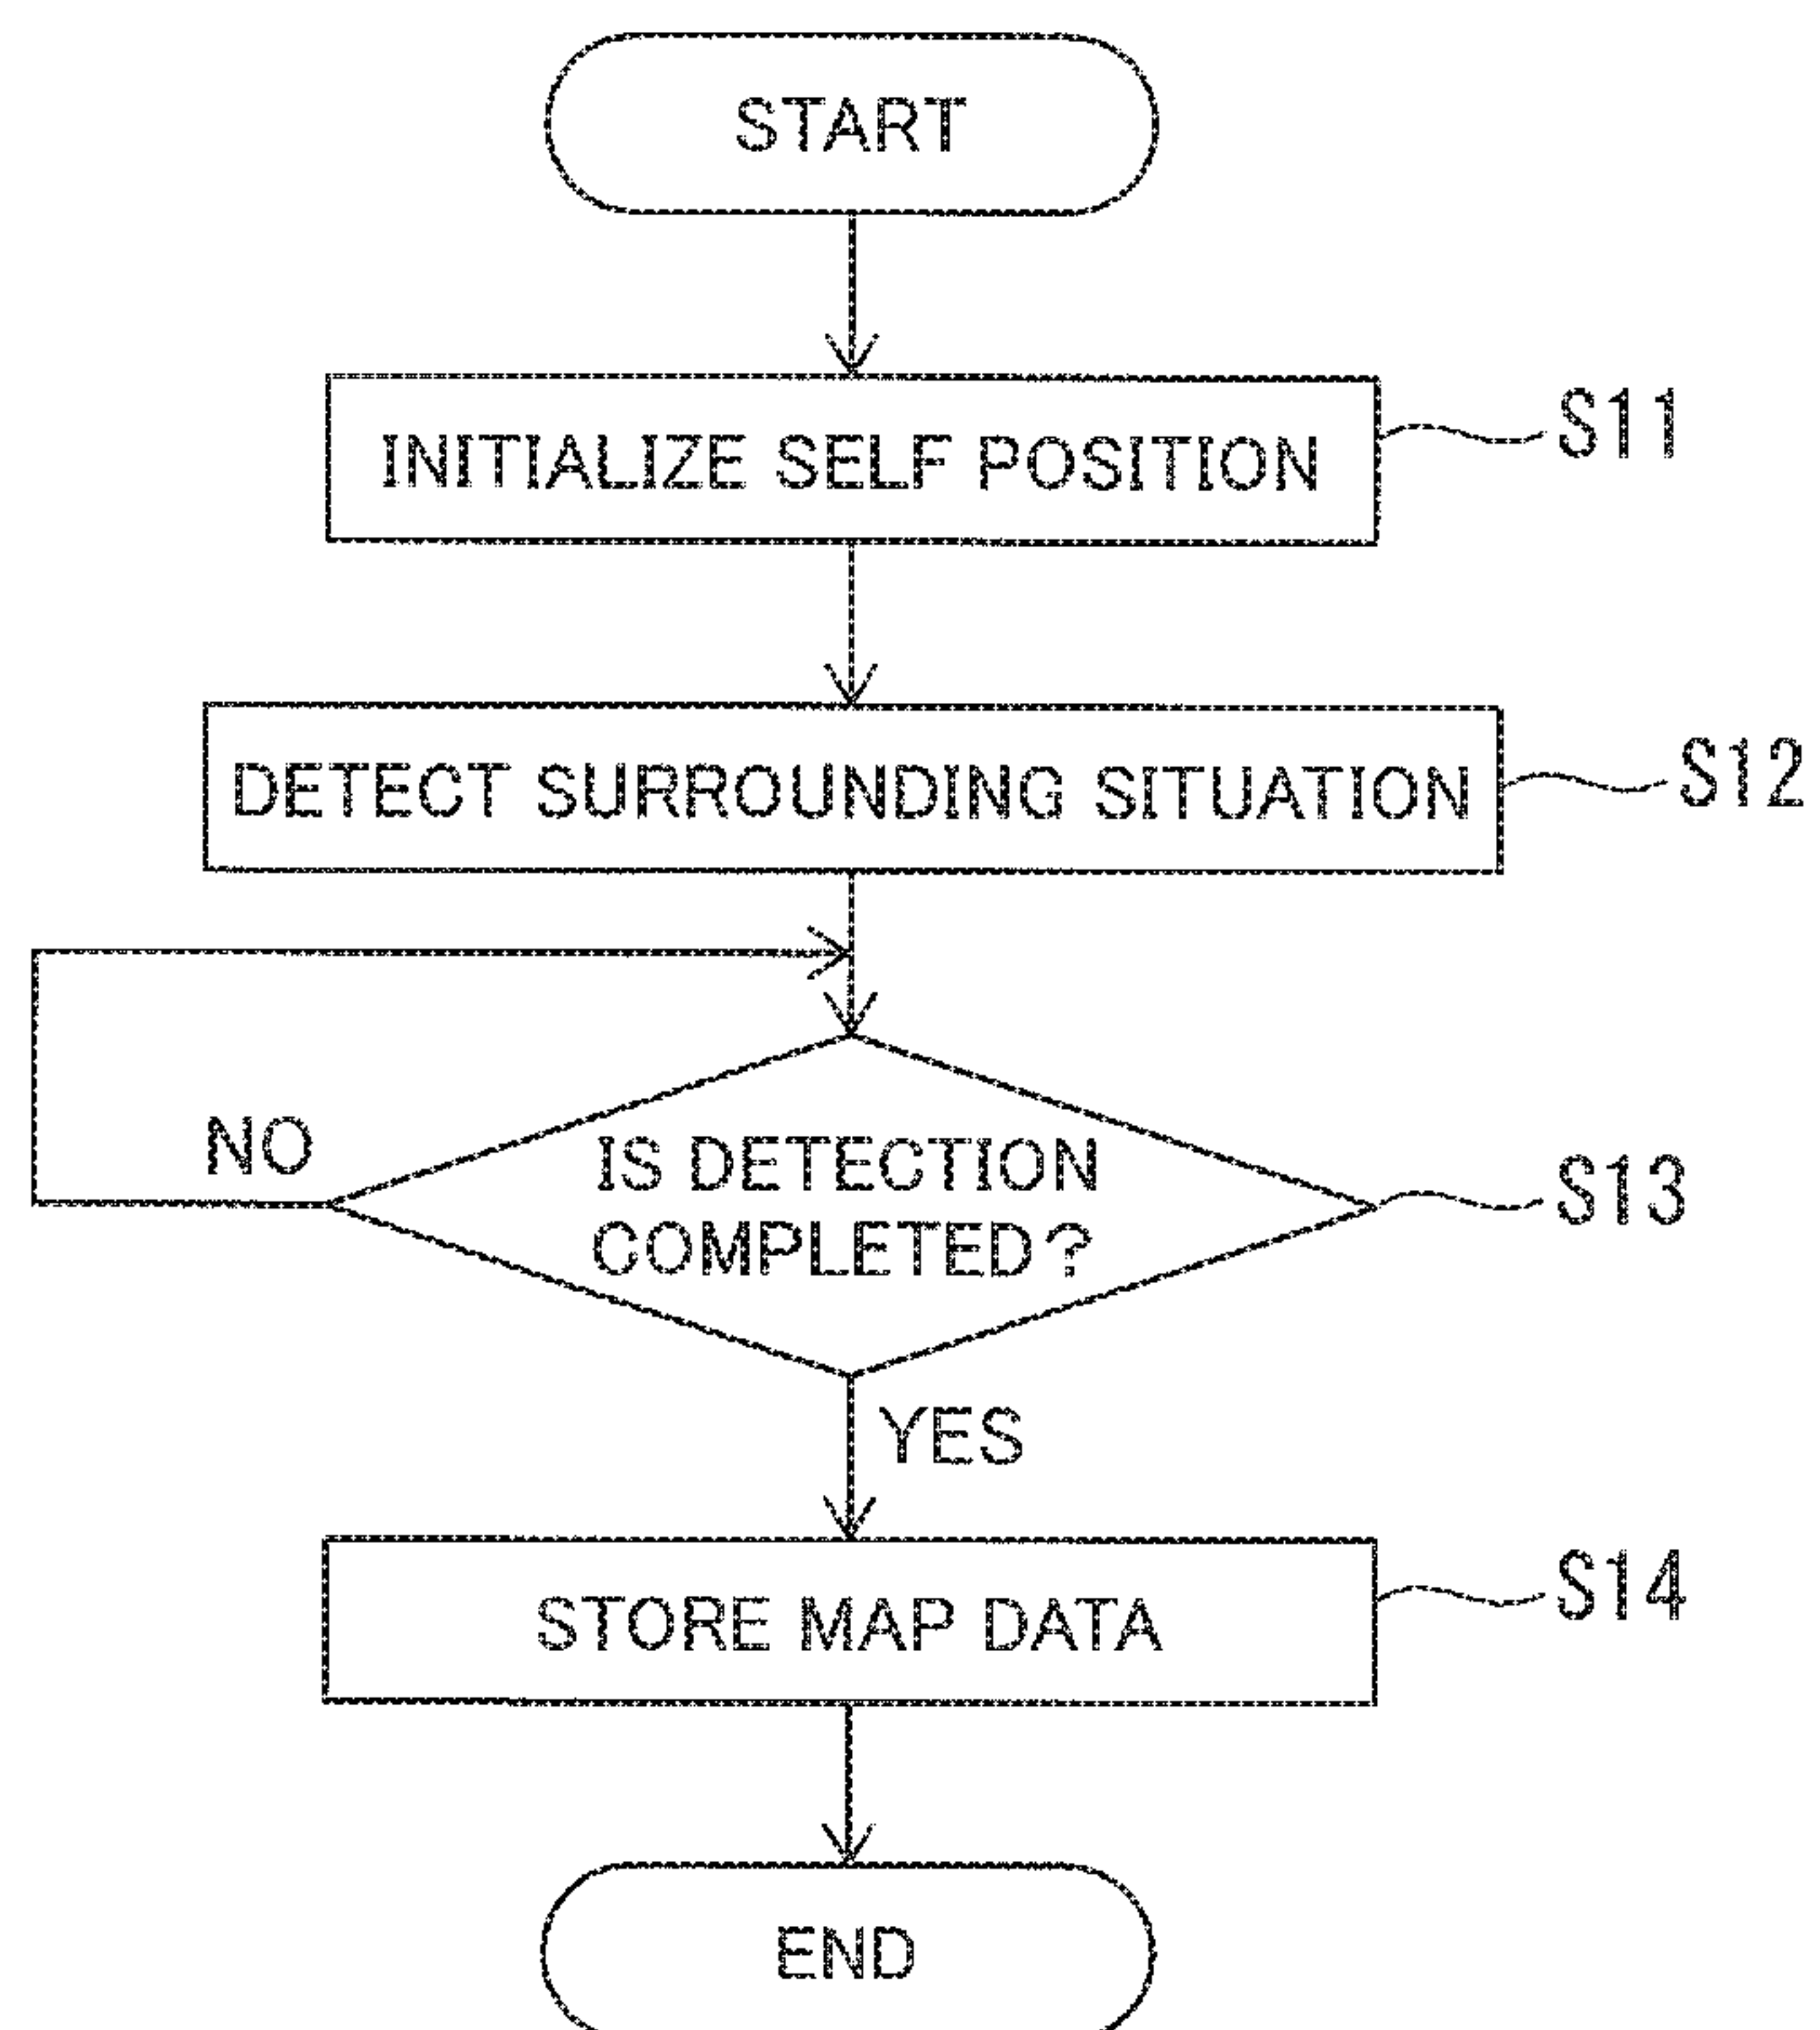 START
INITIALIZE SELF POSITION
S11
DETECT SURROUNDING SITUATION
S12
NO
IS DETECTION
COMPLETED?
S13
YES
STORE MAP DATA
S14
END